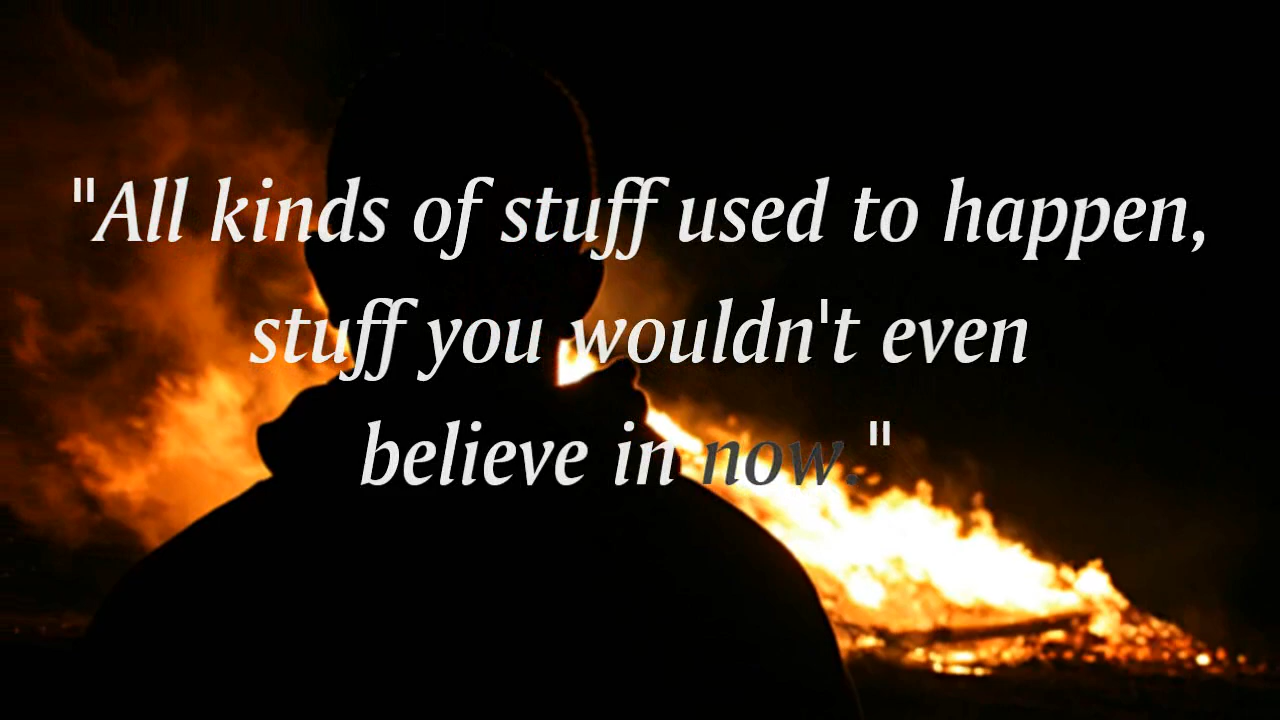 "All kinds of stuff used to happen,
stuff you wouldn't even
believe in now."